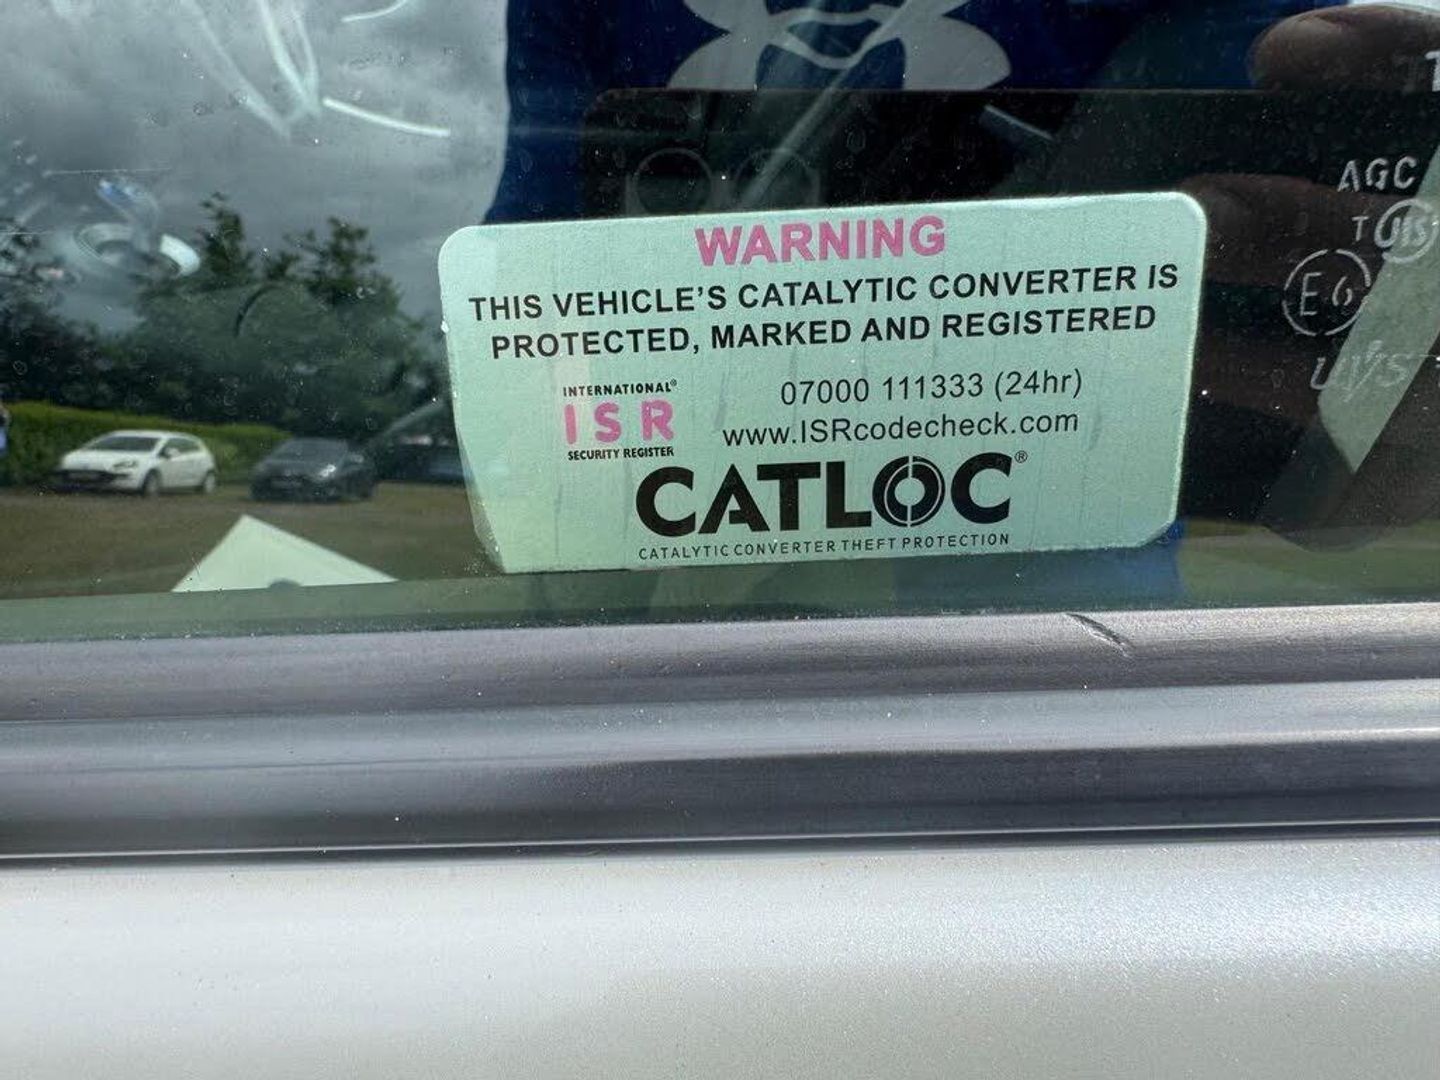 WARNING
THIS VEHICLE'S CATALYTIC CONVERTER IS
PROTECTED, MARKED AND REGISTERED
INTERNATIONAL®
ISR
SECURITY REGISTER
07000 111333 (24hr)
www.ISRcodecheck.com
CATLOC®
CATALYTIC CONVERTER THEFT PROTECTION
AGC
E6